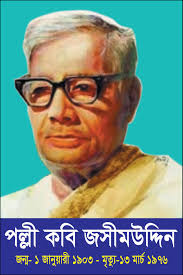 পল্লী কবি জসীমউদ্দিন
জন্ম- ১ জানুয়ারী ১৯০৩ - মৃত্যু-১৩ মার্চ ১৯৭৬